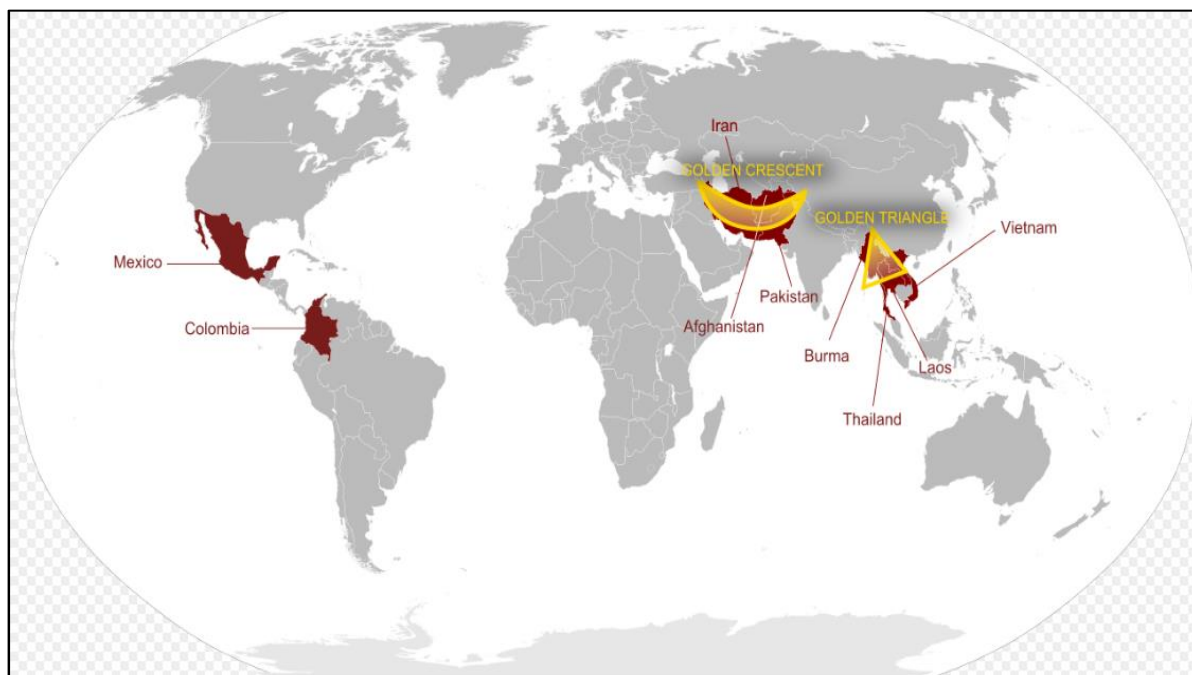 Iran
GOLDEN CRESCENT
GOLDEN TRIANGLE
Vietnam
Mexico
Pakistan
Colombia
Afghanistan
Burma
Laos
Thailand